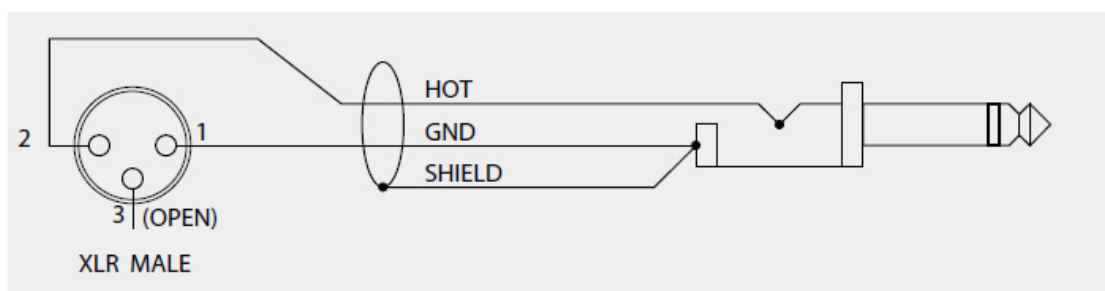 HOT
2
1
GND
SHIELD
3 (OPEN)
XLR MALE